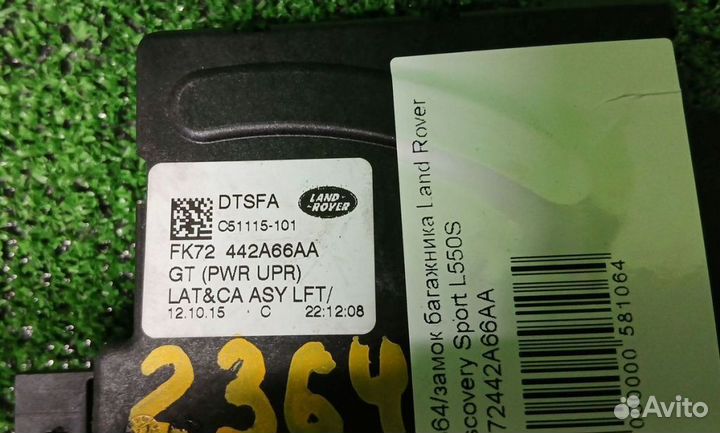 DTSFA
LAND
ROVER
C51115-101
FK72 442A66AA
GT (PWR UPR)
LAT&CA ASY LFT/
12.10.15 C 22:12:08
2364
64/замок багажника Land Rover
scovery Sport L550S
72442A66AA
000 581064
Avito